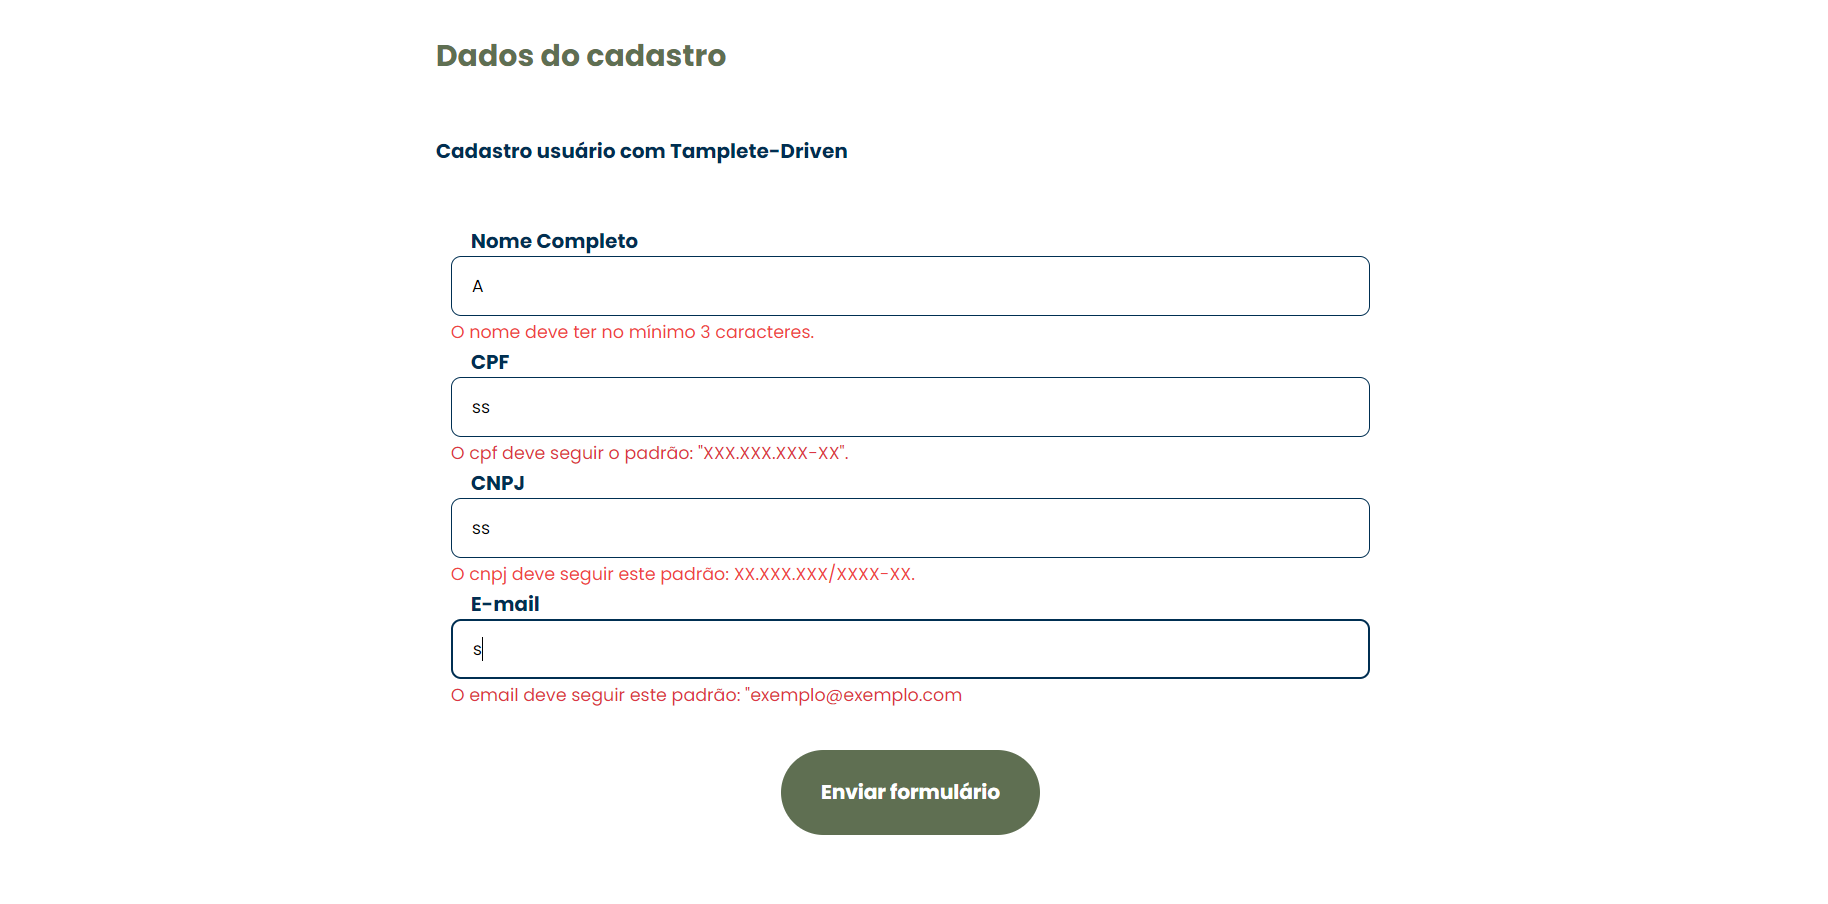 Dados do cadastro
Cadastro usuário com Tamplete-Driven
Nome Completo
A
O nome deve ter no mínimo 3 caracteres.
CPF
ss
O cpf deve seguir o padrão: "XXX.XXX.XXX-XX".
CNPJ
ss
O cnpj deve seguir este padrão: XX.XXX.XXX/XXXX-XX.
E-mail
s
O email deve seguir este padrão: "exemplo@exemplo.com
Enviar formulário